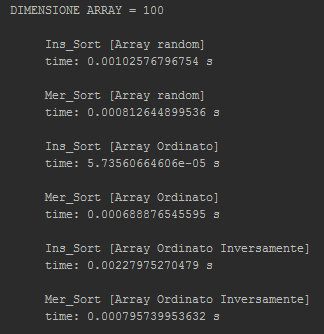 DIMENSIONE ARRAY = 100
Ins_Sort [Array random]
time: 0.00102576796754 s
Mer_Sort [Array random]
time: 0.000812644899536 s
Ins_Sort [Array Ordinato]
time: 5.73560664606e-05 s
Mer_Sort [Array Ordinato]
time: 0.000688876545595 s
Ins_Sort [Array Ordinato Inversamente]
time: 0.00227975270479 s
Mer_Sort [Array Ordinato Inversamente]
time: 0.000795739953632 s